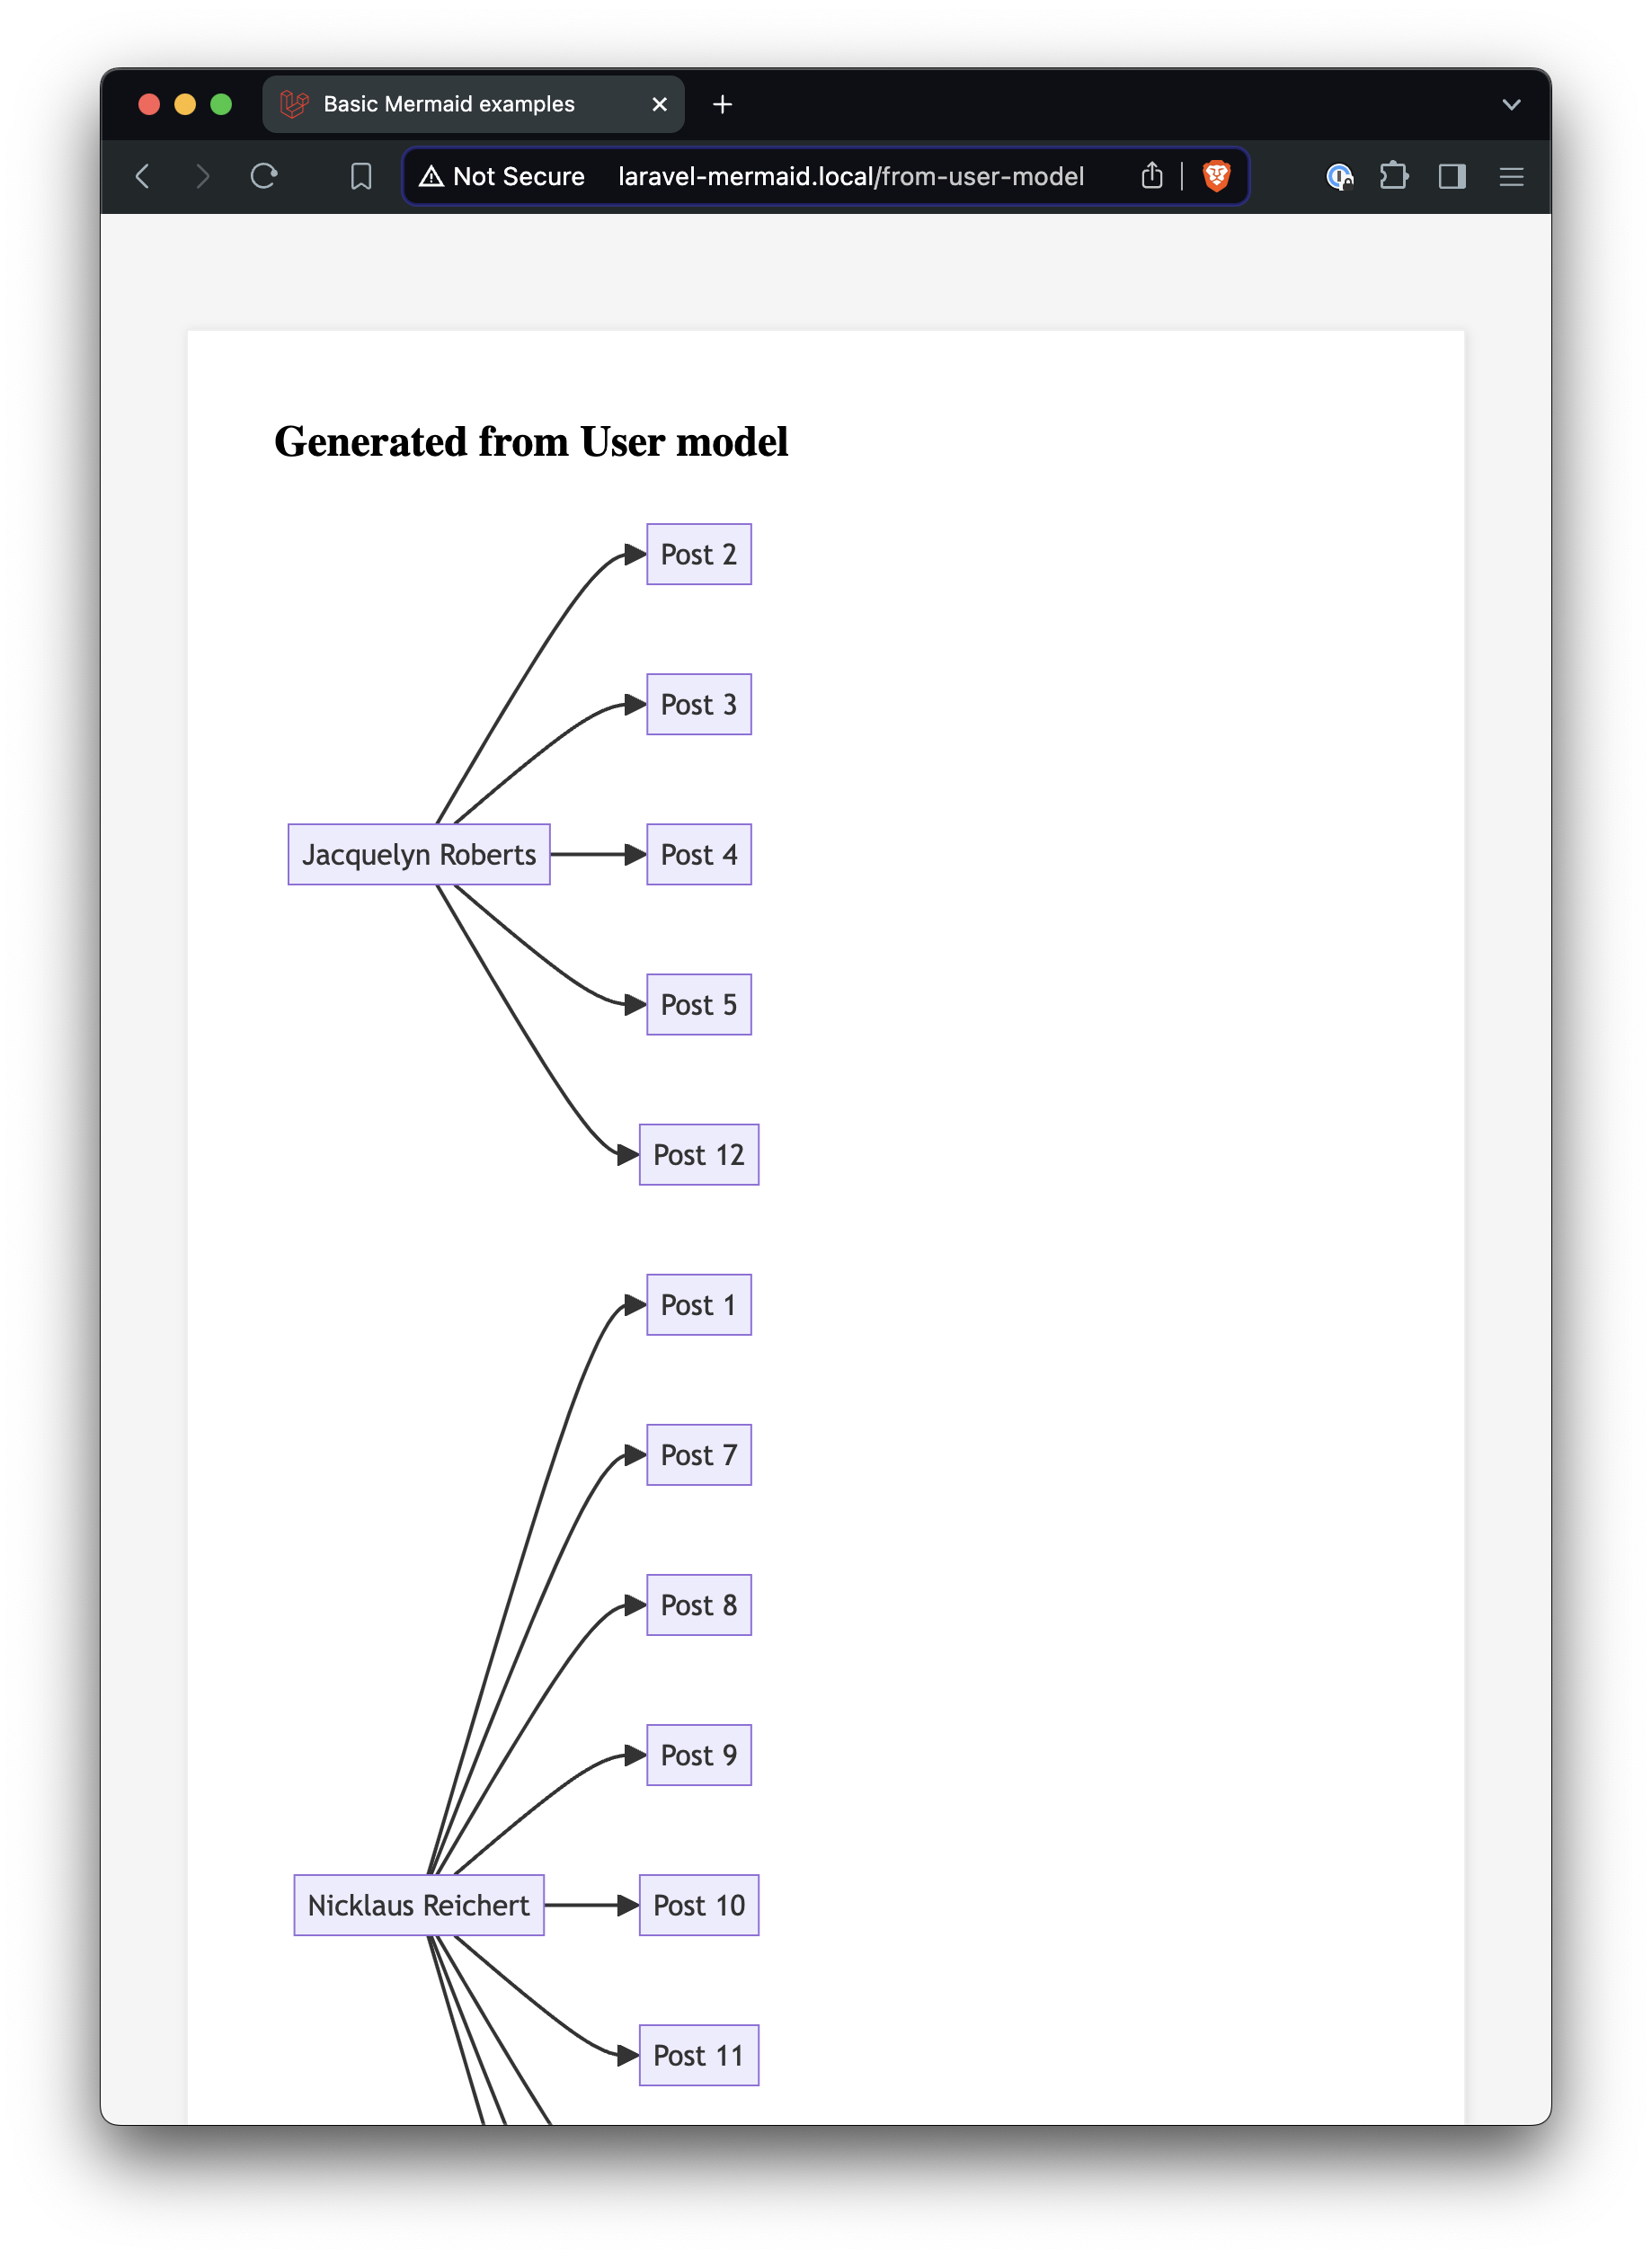 Basic Mermaid examples
Not Secure laravel-mermaid.local/from-user-model
Generated from User model
Post 2
Post 3
Jacquelyn Roberts
Post 4
Post 5
Post 12
Post 1
Post 7
Post 8
Post 9
Nicklaus Reichert
Post 10
Post 11